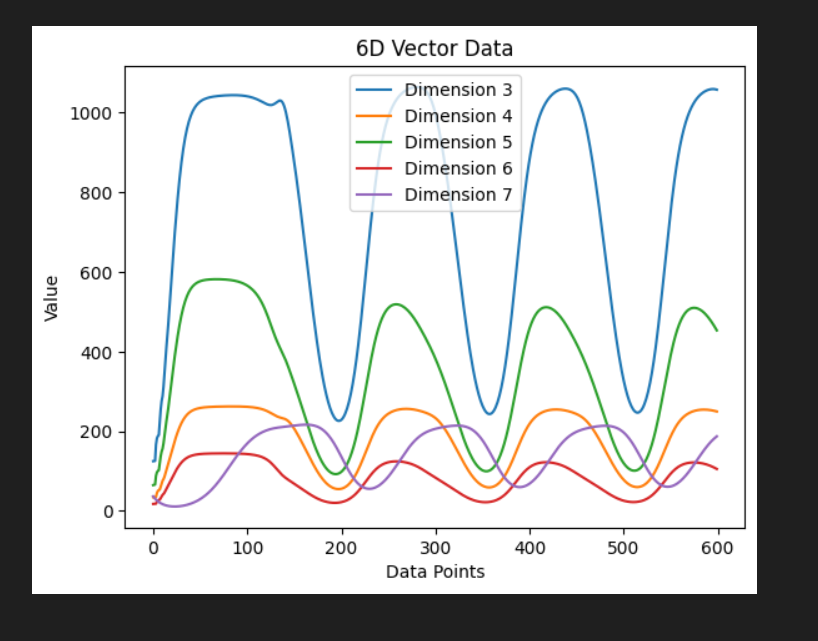 6D Vector Data
Dimension 3
Dimension 4
Dimension 5
Dimension 6
Dimension 7
1000
800
600
400
200
0
Value
0 100 200 300 400 500 600
Data Points